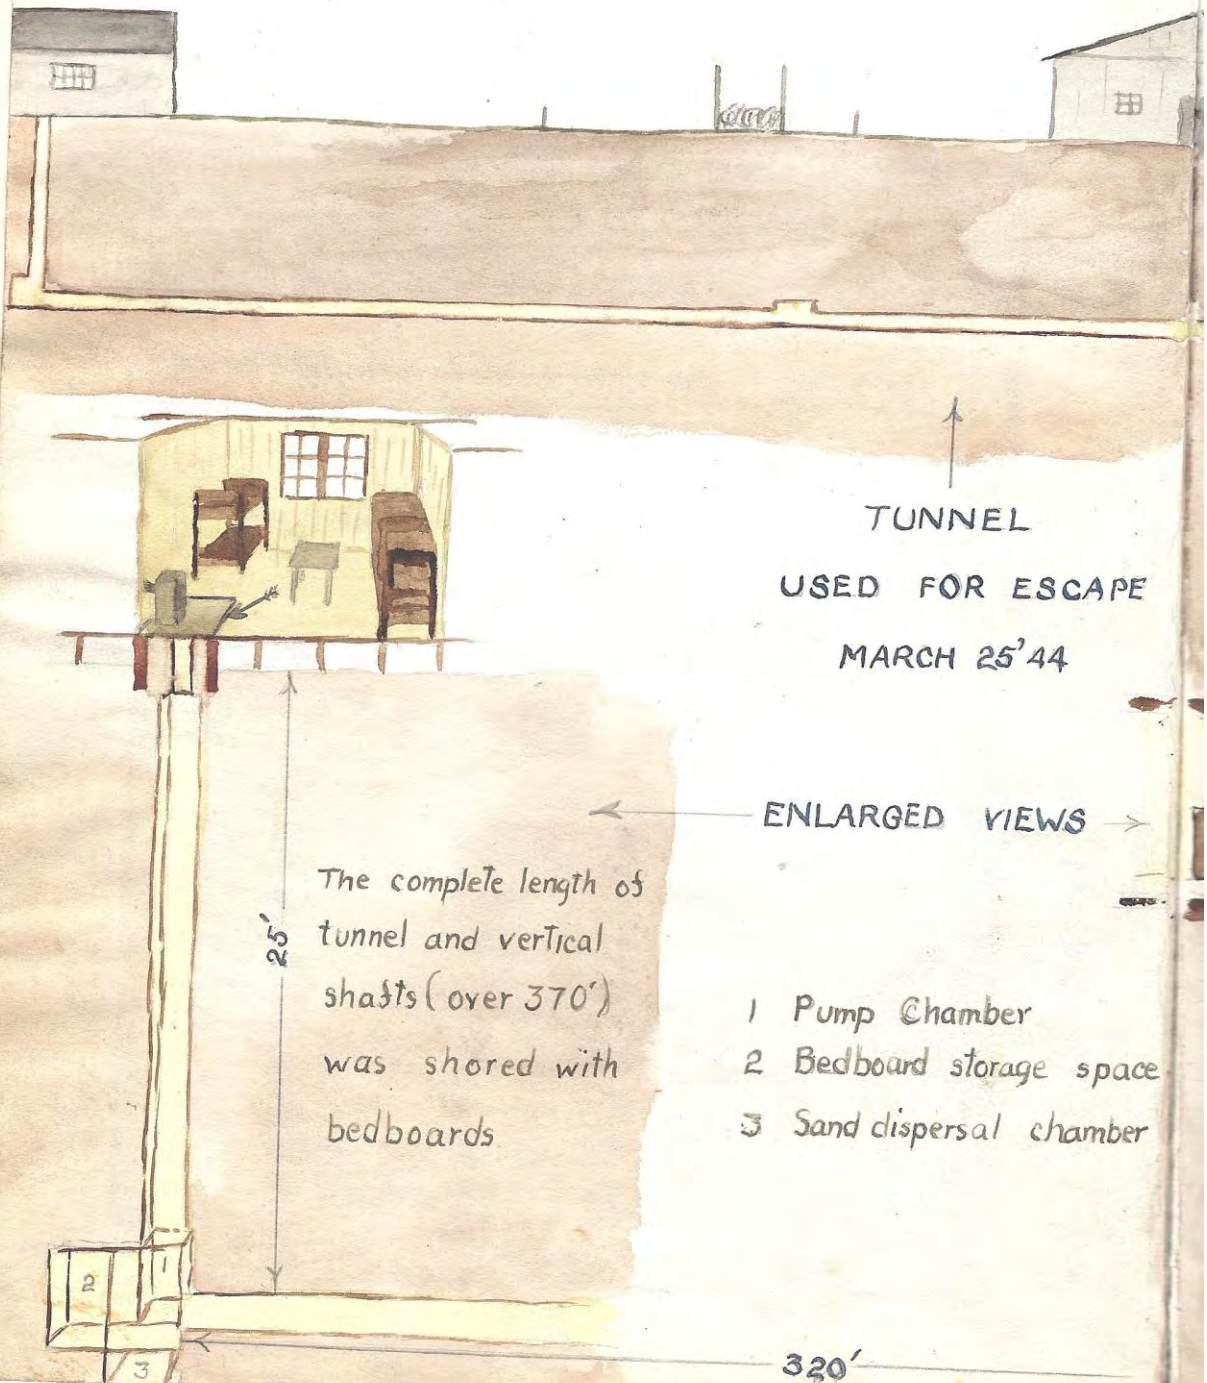 TUNNEL
USED FOR ESCAPE
MARCH 25'44
ENLARGED VIEWS
25'
The complete length of
tunnel and vertical
shafts (over 370')
was shored with
bedboards
1 Pump Chamber
2 Bedboard storage space
3 Sand dispersal chamber
1
2
3
320'